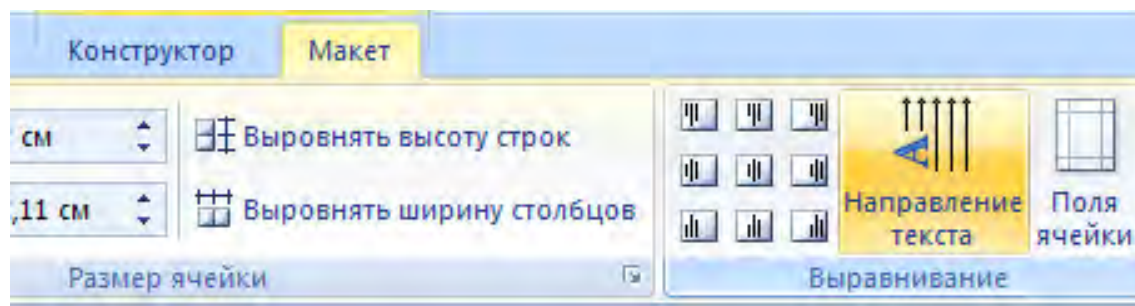 Конструктор Макет
см Выровнять высоту строк
,11 см Выровнять ширину столбцов
Направление текста
Поля ячейки
Размер ячейки Выравнивание